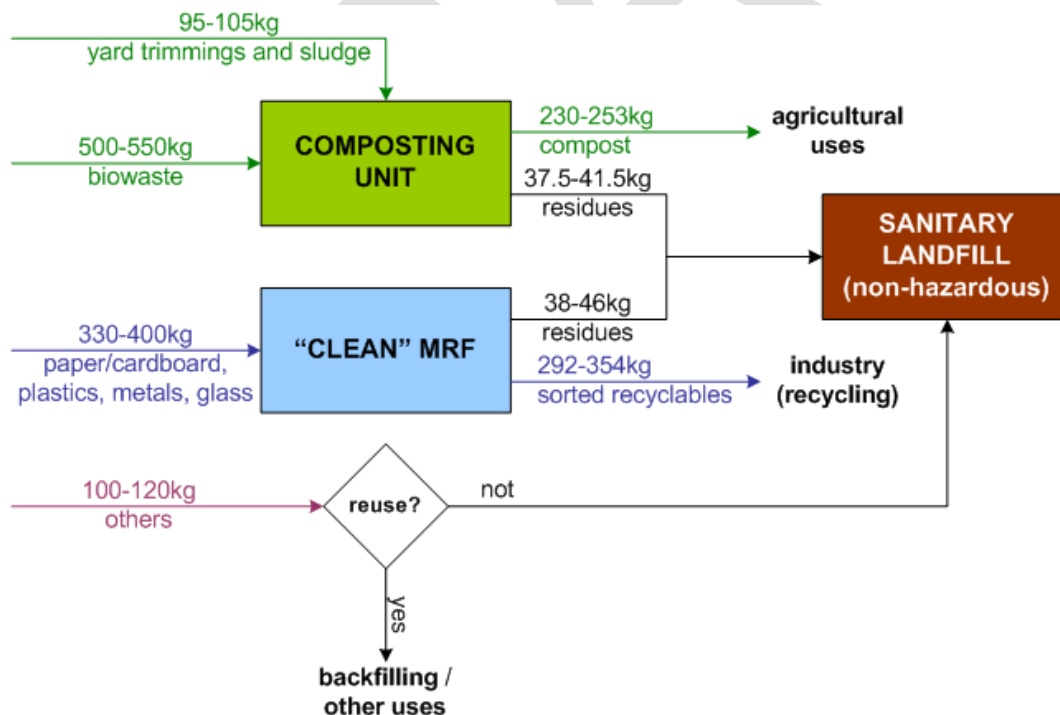 95-105kg
yard trimmings and sludge
500-550kg
biowaste
COMPOSTING
UNIT
230-253kg
compost
agricultural
uses
37.5-41.5kg
residues
SANITARY
LANDFILL
(non-hazardous)
330-400kg
paper/cardboard,
plastics, metals, glass
“CLEAN” MRF
38-46kg
residues
292-354kg
sorted recyclables
industry
(recycling)
100-120kg
others
reuse?
not
yes
backfilling /
other uses